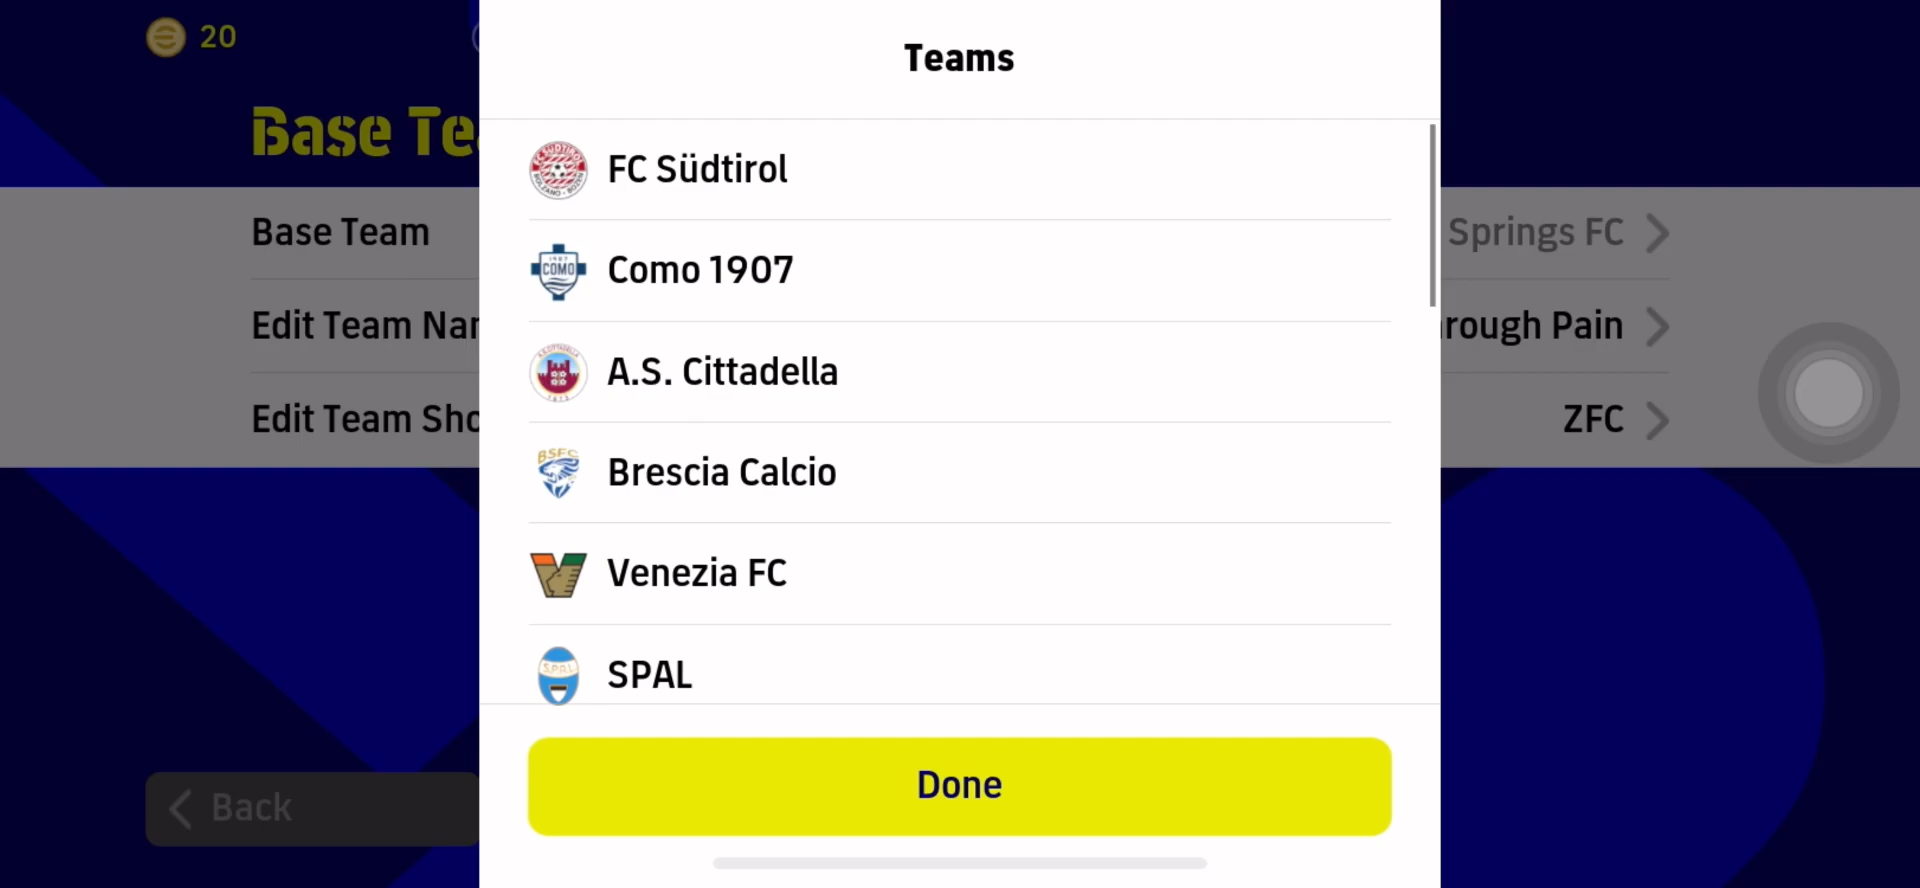 20
Teams
Base Te
FC Südtirol
Base Team
Springs FC
Como 1907
Edit Team Nar
rough Pain
A.S. Cittadella
Edit Team Sho
ZFC
Brescia Calcio
Venezia FC
SPAL
Done
Back